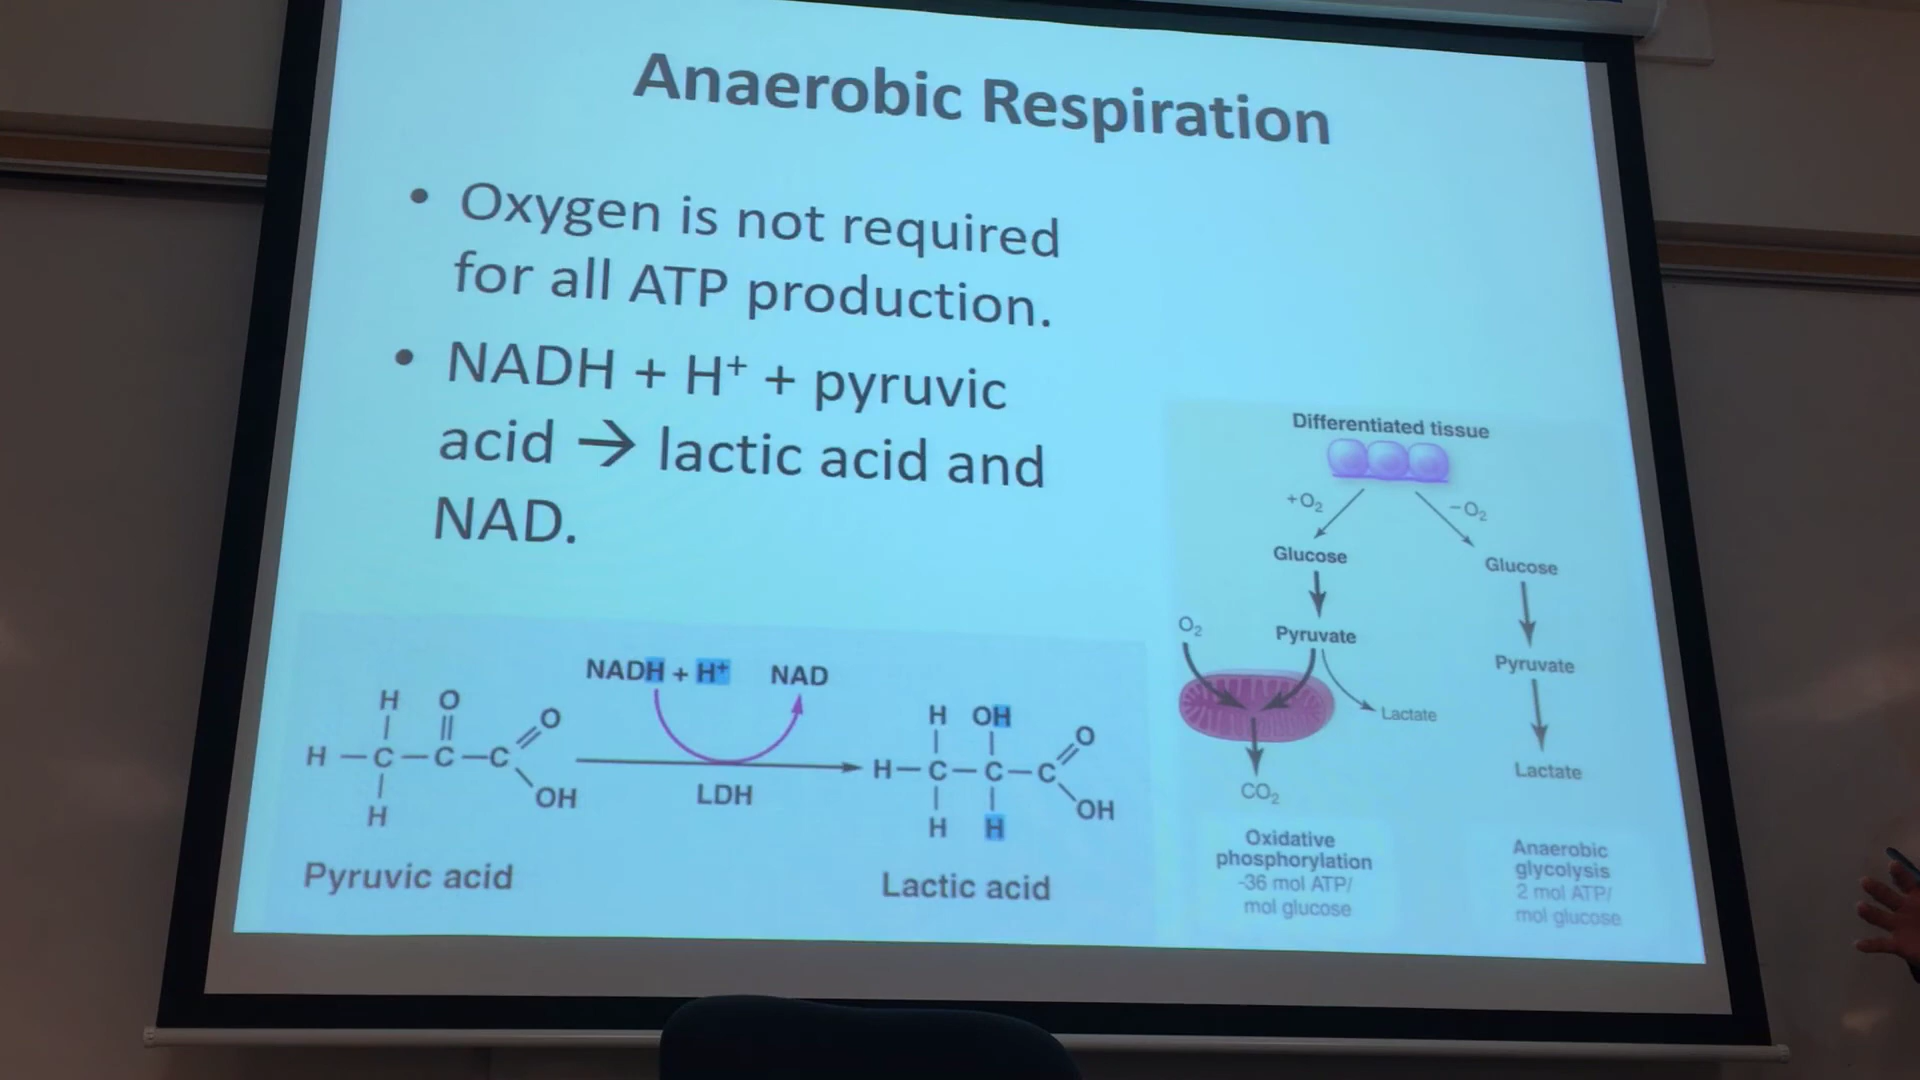 Anaerobic Respiration
• Oxygen is not required
for all ATP production.
• NADH + H⁺ + pyruvic
acid → lactic acid and
NAD.
NADH + H⁺ NAD
H O
O
H – C – C – C
OH
H
LDH
Pyruvic acid
H OH
O
H – C – C – C
OH
H H
Lactic acid
Differentiated tissue
+O₂ −O₂
Glucose
Glucose
O₂
Pyruvate
Pyruvate
Lactate
Lactate
CO₂
Oxidative
phosphorylation
~36 mol ATP/
mol glucose
Anaerobic
glycolysis
2 mol ATP/
mol glucose